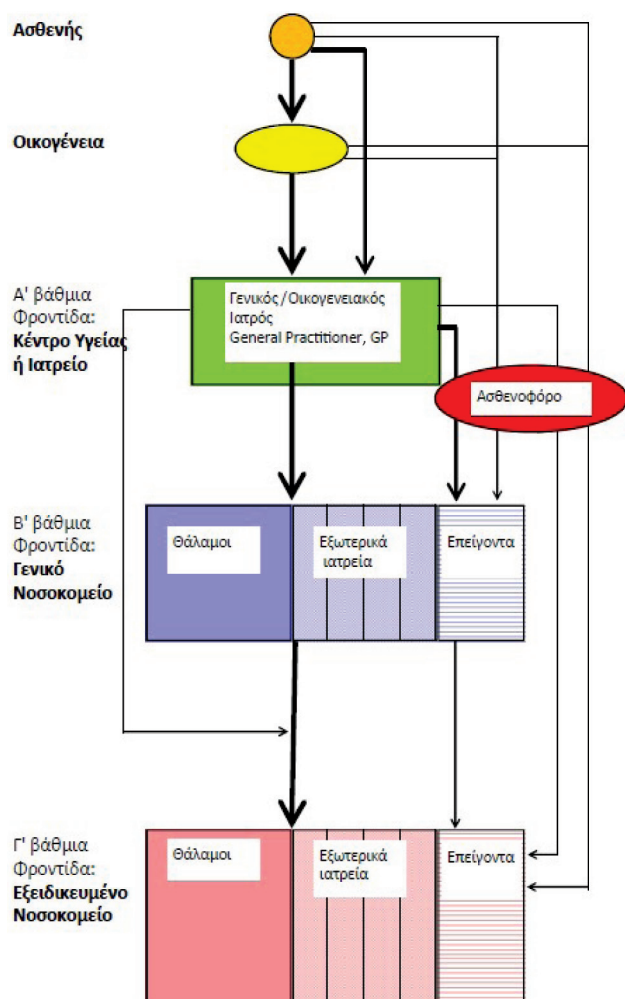 Ασθενής
Οικογένεια
Α' βάθμια
Φροντίδα:
Κέντρο Υγείας
ή Ιατρείο
Γενικός/Οικογενειακός
Ιατρός
General Practitioner, GP
Ασθενοφόρο
Β' βάθμια
Φροντίδα:
Γενικό
Νοσοκομείο
Θάλαμοι
Εξωτερικά
ιατρεία
Επείγοντα
Γ' βάθμια
Φροντίδα:
Εξειδικευμένο
Νοσοκομείο
Θάλαμοι
Εξωτερικά
ιατρεία
Επείγοντα